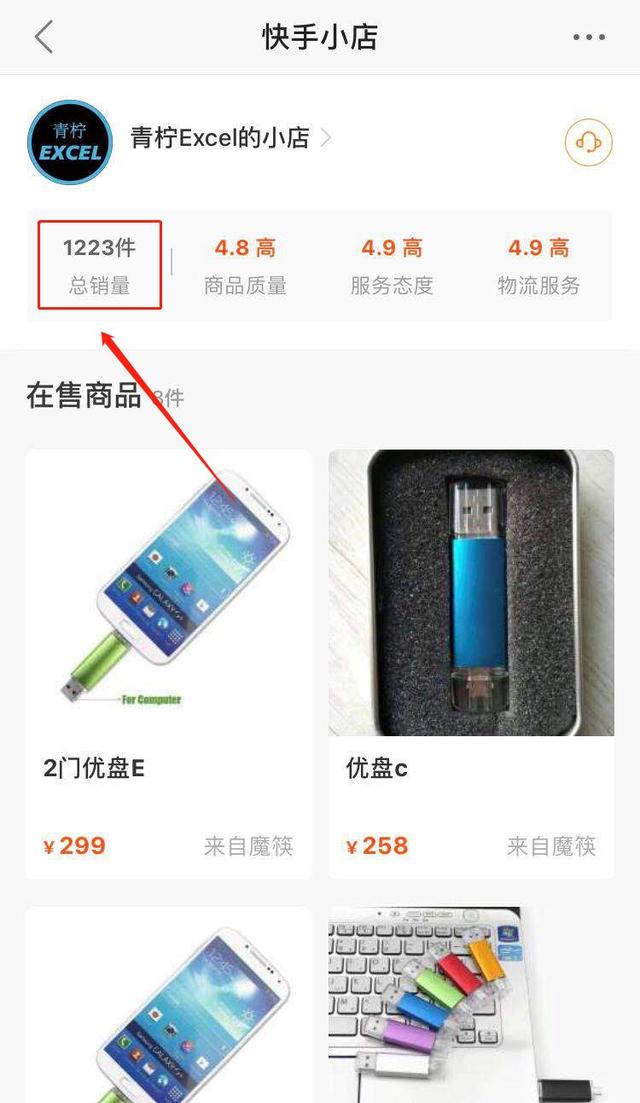 快手小店
青柠
EXCEL
青柠Excel的小店
1223件
总销量
4.8 高
商品质量
4.9 高
服务态度
4.9 高
物流服务
在售商品 8件
12:45
Samsung GALAXY S4
For Computer
2门优盘E
¥299
来自魔筷
优盘c
¥258
来自魔筷
12:45